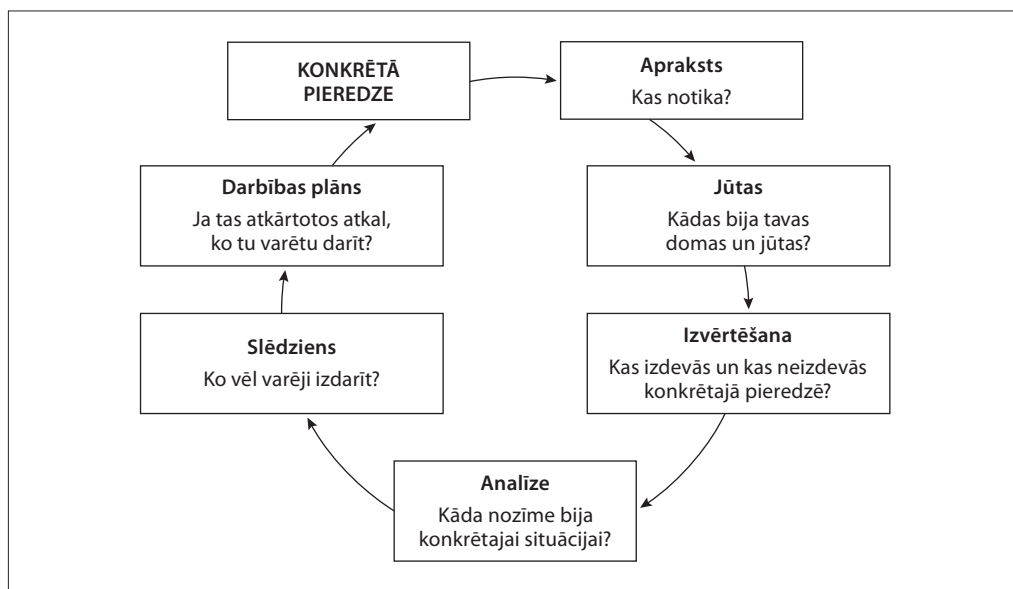 KONKRĒTĀ
PIEREDZE
Apraksts
Kas notika?
Jūtas
Kādas bija tavas
domas un jūtas?
Izvērtēšana
Kas izdevās un kas neizdevās
konkrētajā pieredzē?
Analīze
Kāda nozīme bija
konkrētajai situācijai?
Slēdziens
Ko vēl varēji izdarīt?
Darbības plāns
Ja tas atkārtotos atkal,
ko tu varētu darīt?